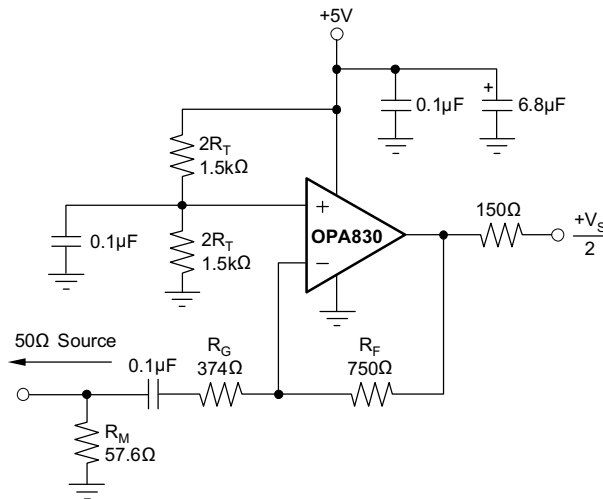 +5V
0.1µF
+
6.8µF
2R_T
1.5kΩ
+
OPA830
−
150Ω
+V_S
2
0.1µF
2R_T
1.5kΩ
50Ω Source
0.1µF
R_G
374Ω
R_F
750Ω
R_M
57.6Ω